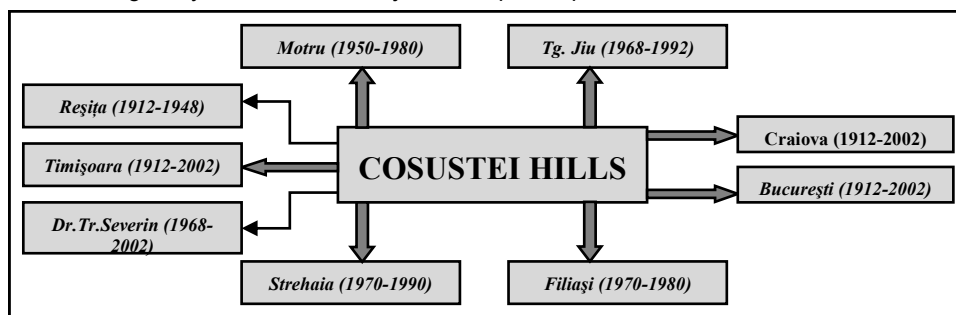 Motru (1950-1980)
Tg. Jiu (1968-1992)
Reşiţa (1912-1948)
Craiova (1912-2002)
COSUSTEI HILLS
Timişoara (1912-2002)
Bucureşti (1912-2002)
Dr.Tr.Severin (1968-
2002)
Strehaia (1970-1990)
Filiaşi (1970-1980)